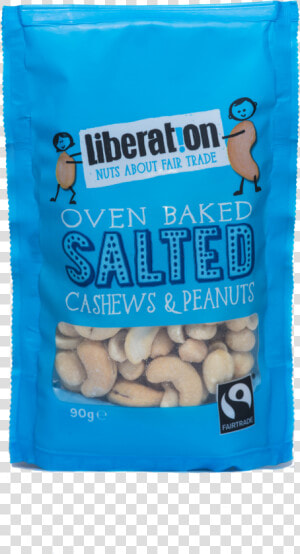 liberat!on
NUTS ABOUT FAIR TRADE
OVEN BAKED
SALTED
CASHEWS & PEANUTS
90g℮
FAIRTRADE